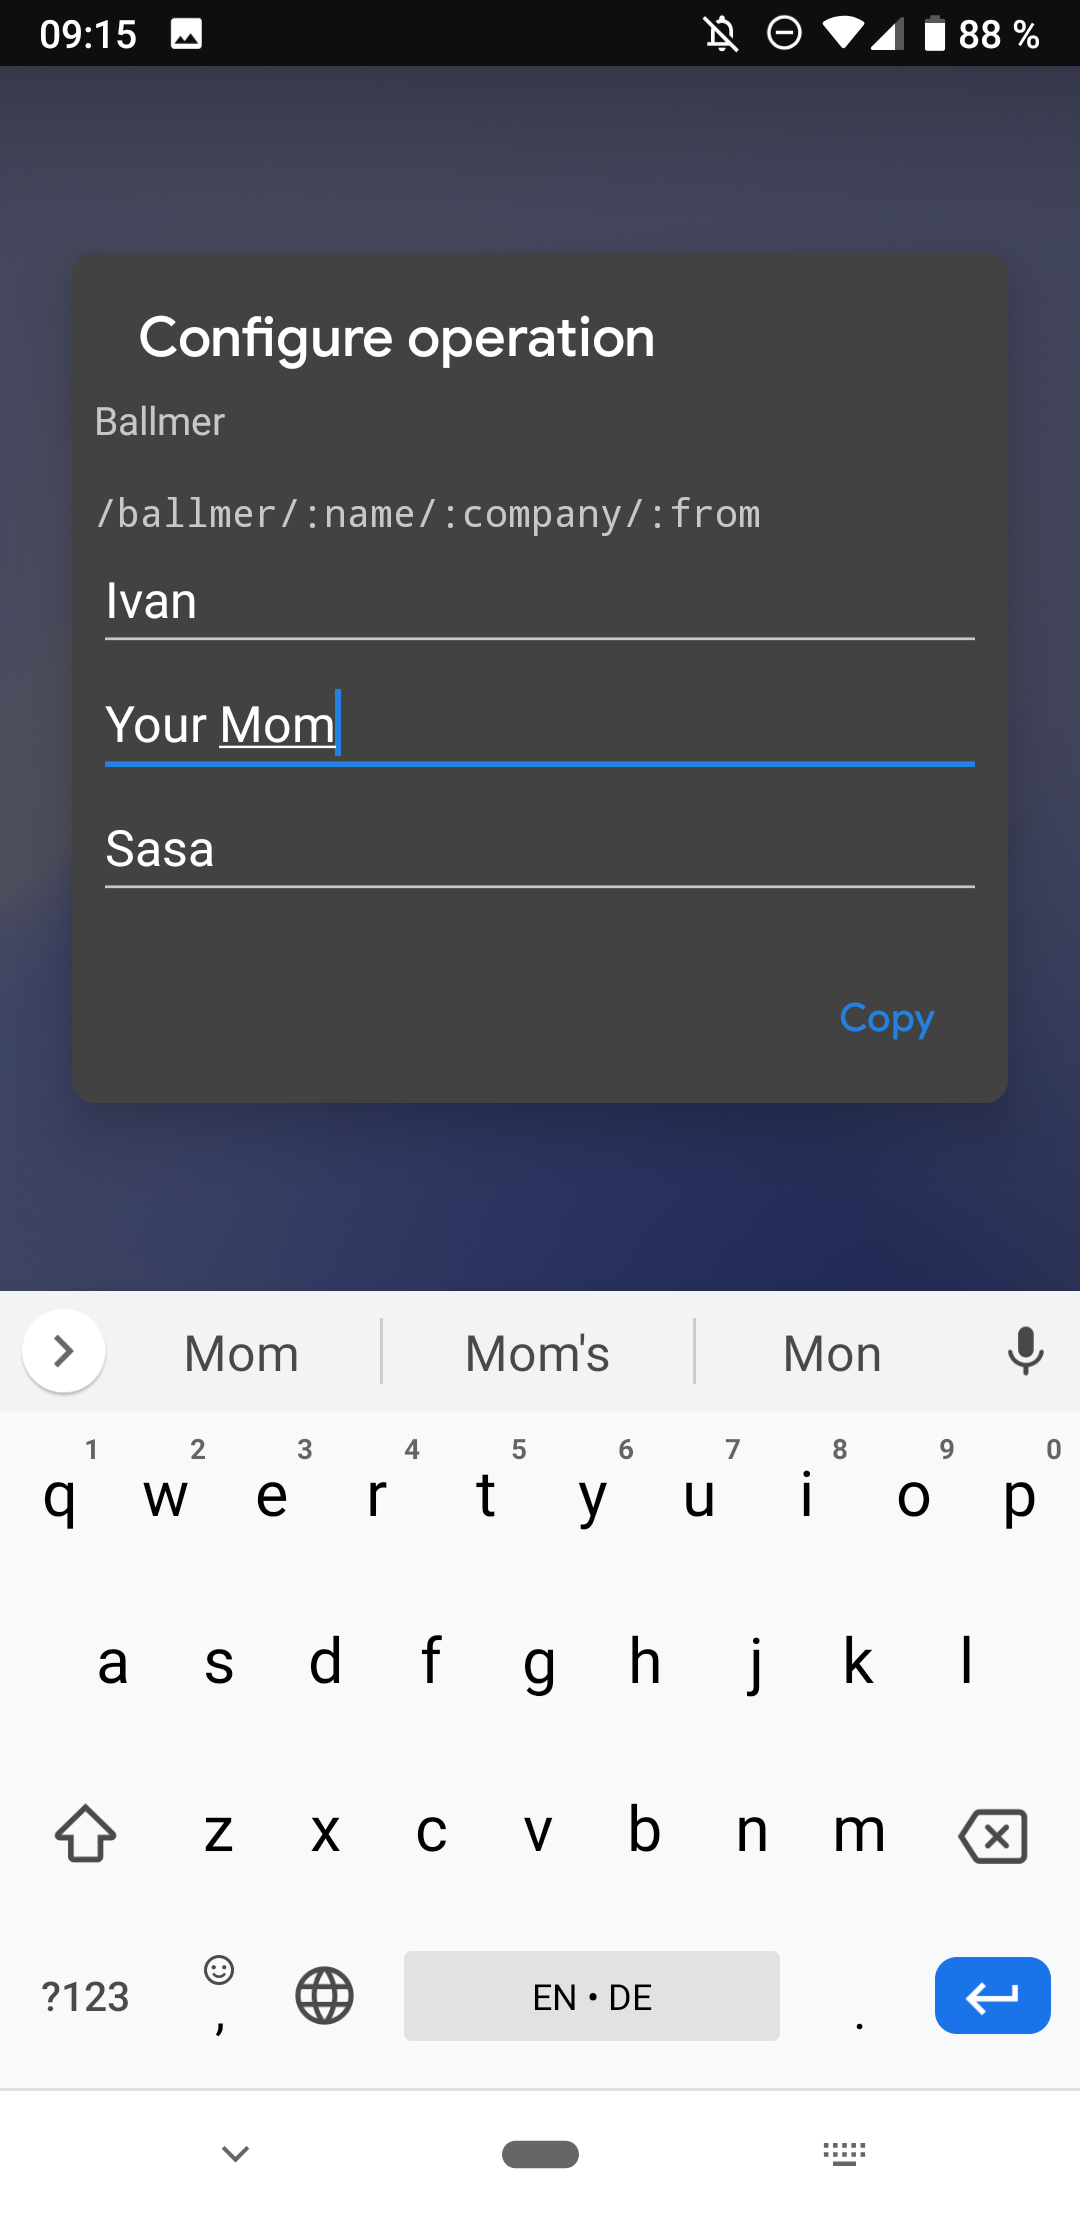 09:15 88 %
Configure operation
Ballmer
/ballmer/:name/:company/:from
Ivan
Your Mom
Sasa
Copy
Mom Mom's Mon
1 2 3 4 5 6 7 8 9 0
q w e r t y u i o p
a s d f g h j k l
z x c v b n m
?123 , EN • DE .